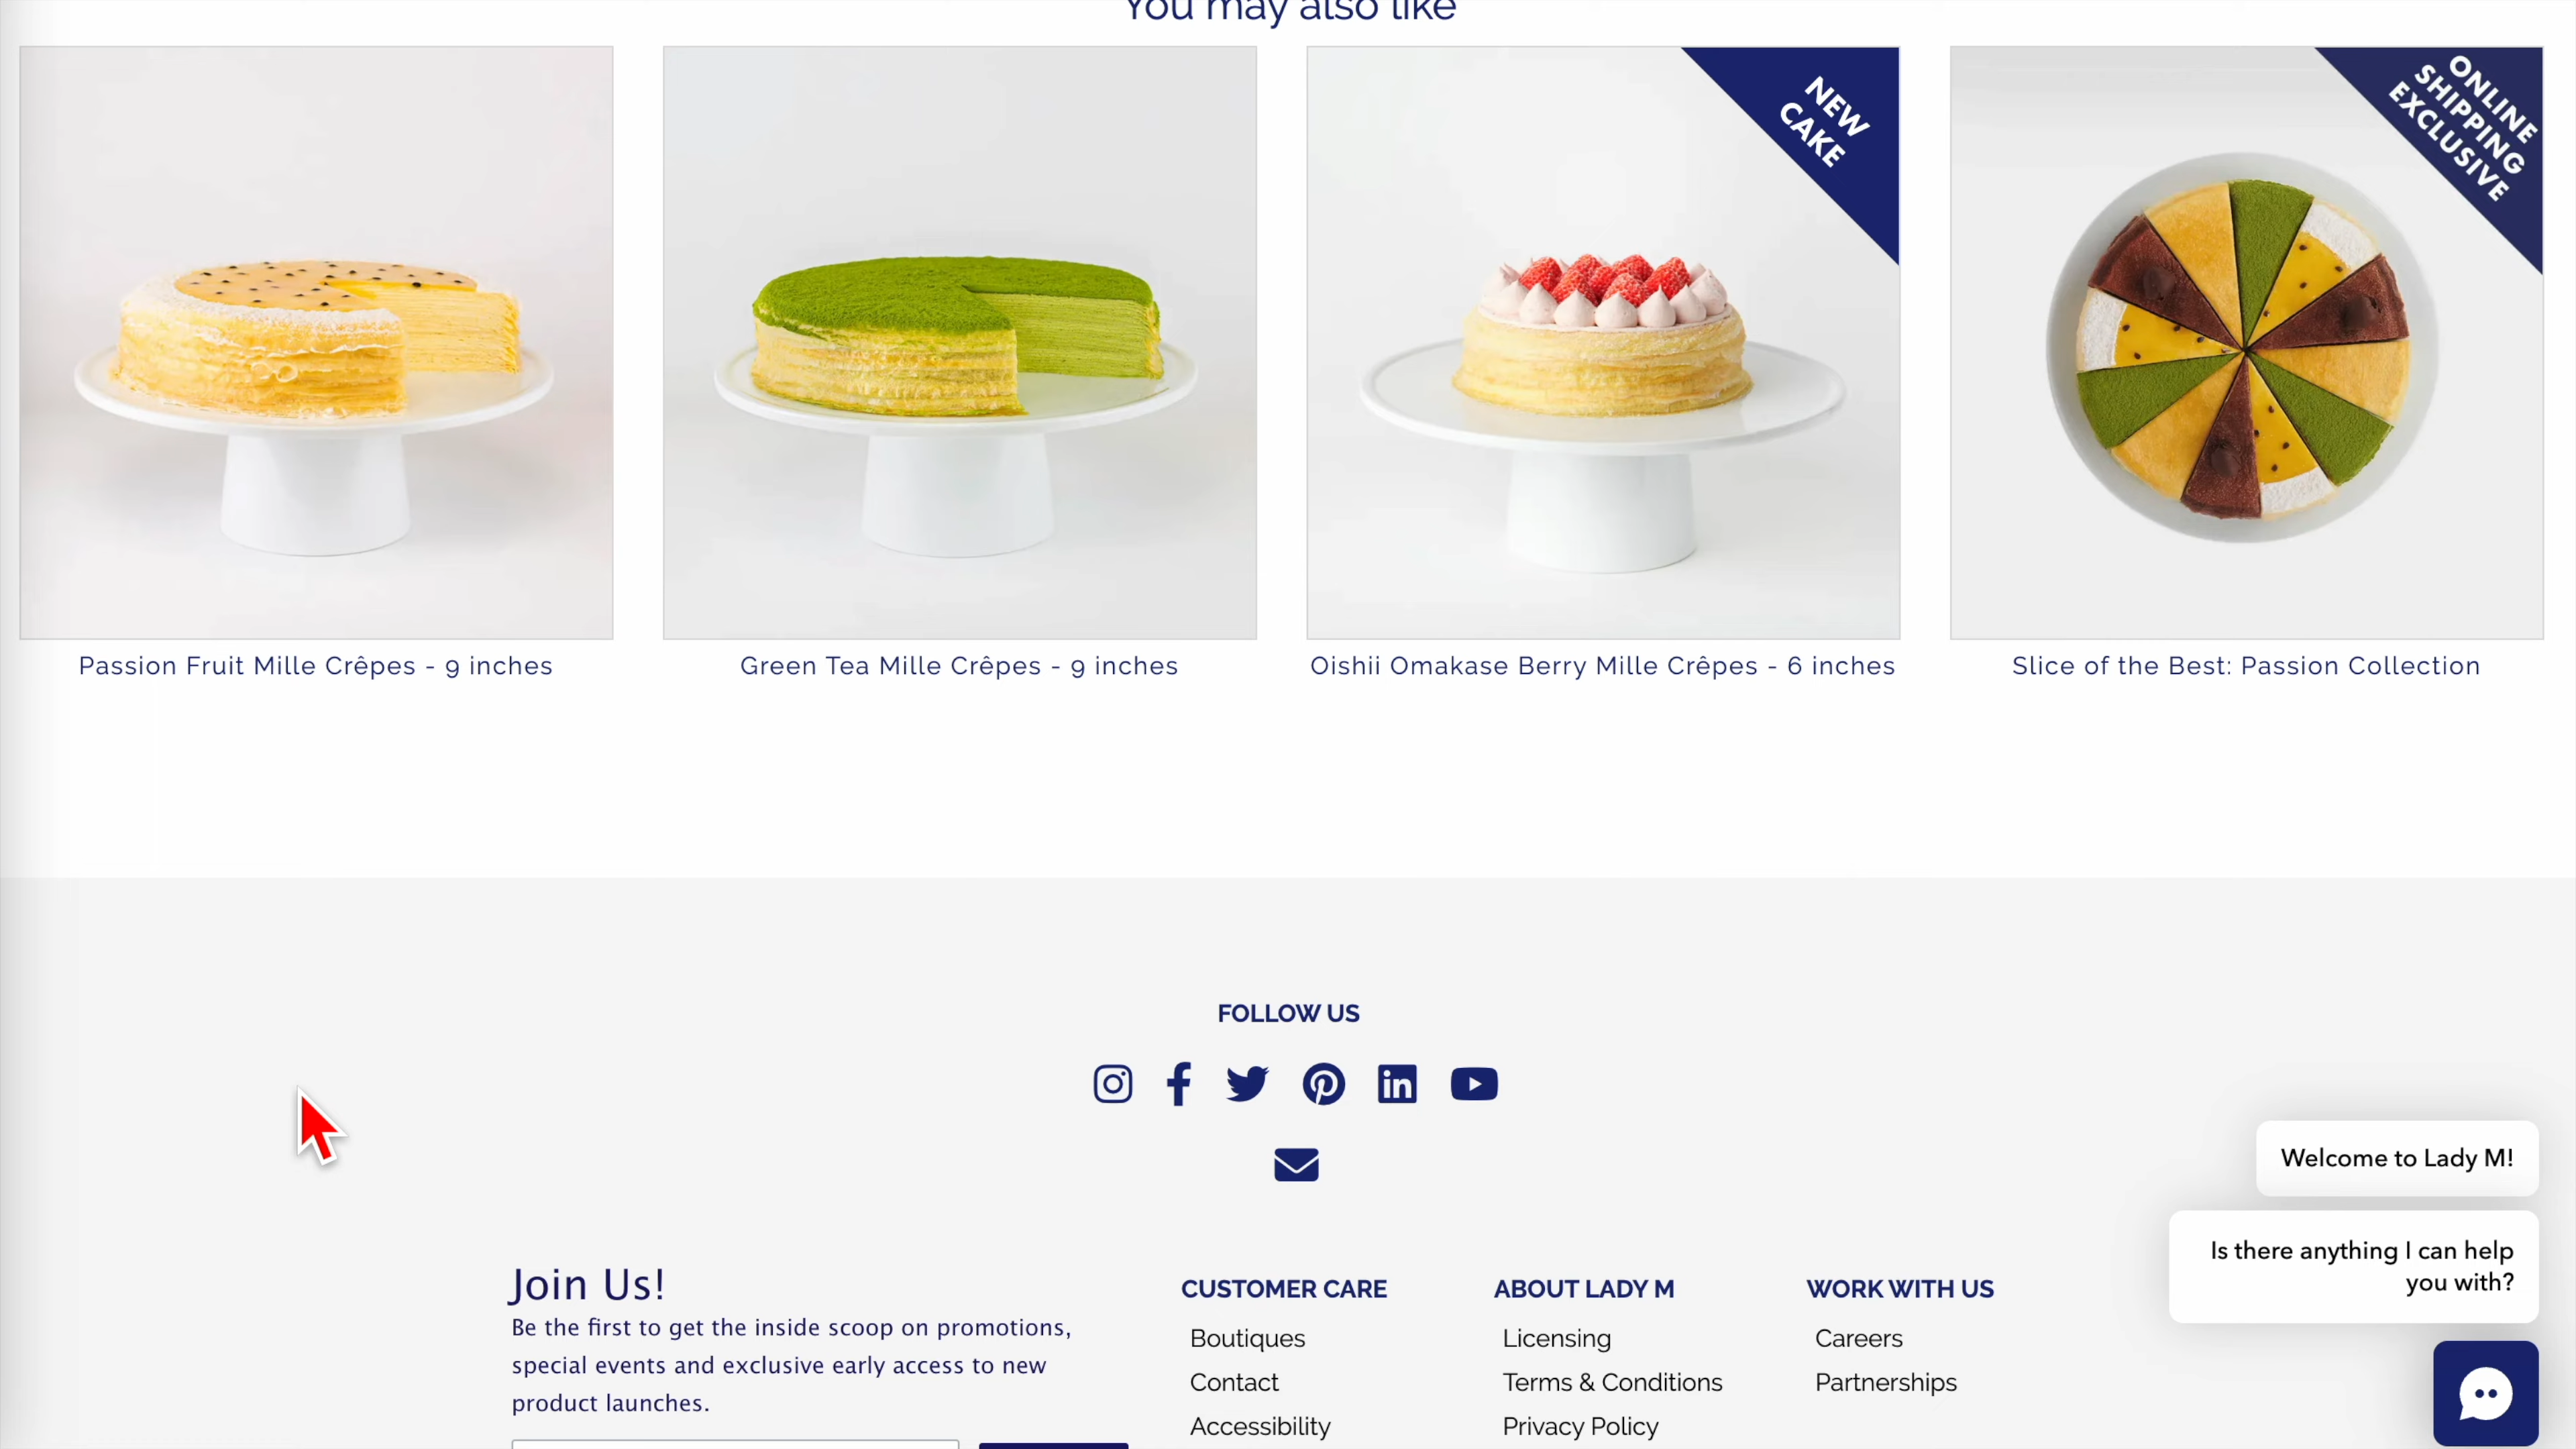 You may also like
NEW
CAKE
ONLINE
SHIPPING
EXCLUSIVE
Passion Fruit Mille Crêpes - 9 inches
Green Tea Mille Crêpes - 9 inches
Oishii Omakase Berry Mille Crêpes - 6 inches
Slice of the Best: Passion Collection
FOLLOW US
Welcome to Lady M!
Is there anything I can help
you with?
Join Us!
Be the first to get the inside scoop on promotions,
special events and exclusive early access to new
product launches.
CUSTOMER CARE
Boutiques
Contact
Accessibility
ABOUT LADY M
Licensing
Terms & Conditions
Privacy Policy
WORK WITH US
Careers
Partnerships